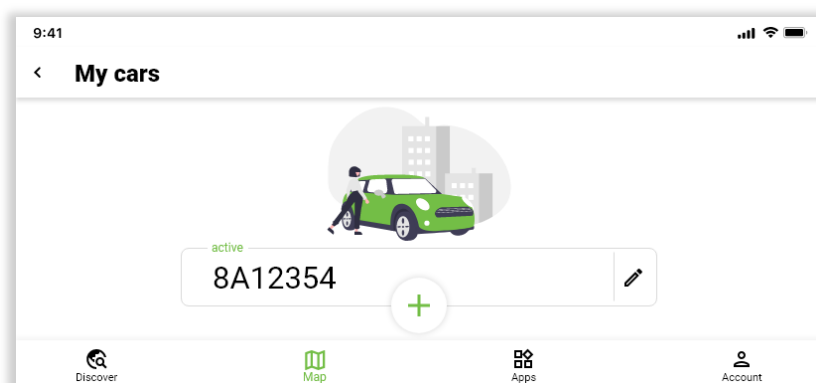 9:41
My cars
active
8A12354
Discover
Map
Apps
Account